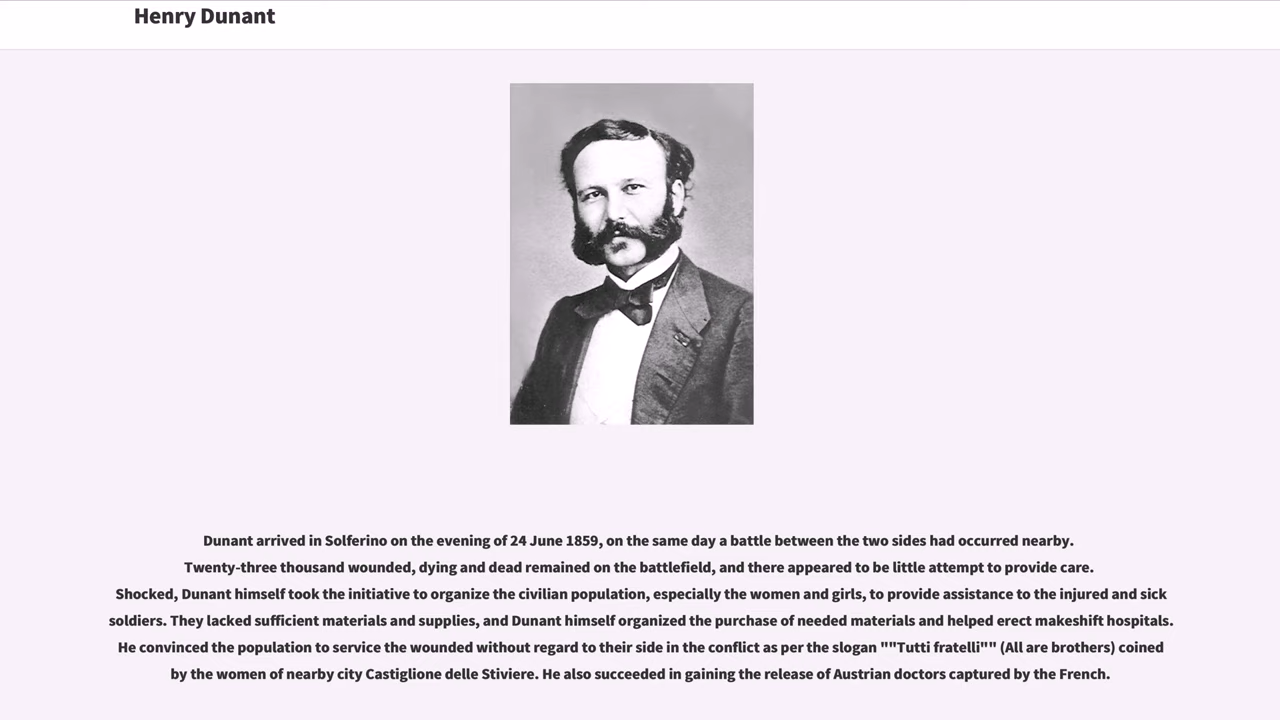 Henry Dunant
Dunant arrived in Solferino on the evening of 24 June 1859, on the same day a battle between the two sides had occurred nearby.
Twenty-three thousand wounded, dying and dead remained on the battlefield, and there appeared to be little attempt to provide care.
Shocked, Dunant himself took the initiative to organize the civilian population, especially the women and girls, to provide assistance to the injured and sick
soldiers. They lacked sufficient materials and supplies, and Dunant himself organized the purchase of needed materials and helped erect makeshift hospitals.
He convinced the population to service the wounded without regard to their side in the conflict as per the slogan ""Tutti fratelli"" (All are brothers) coined
by the women of nearby city Castiglione delle Stiviere. He also succeeded in gaining the release of Austrian doctors captured by the French.